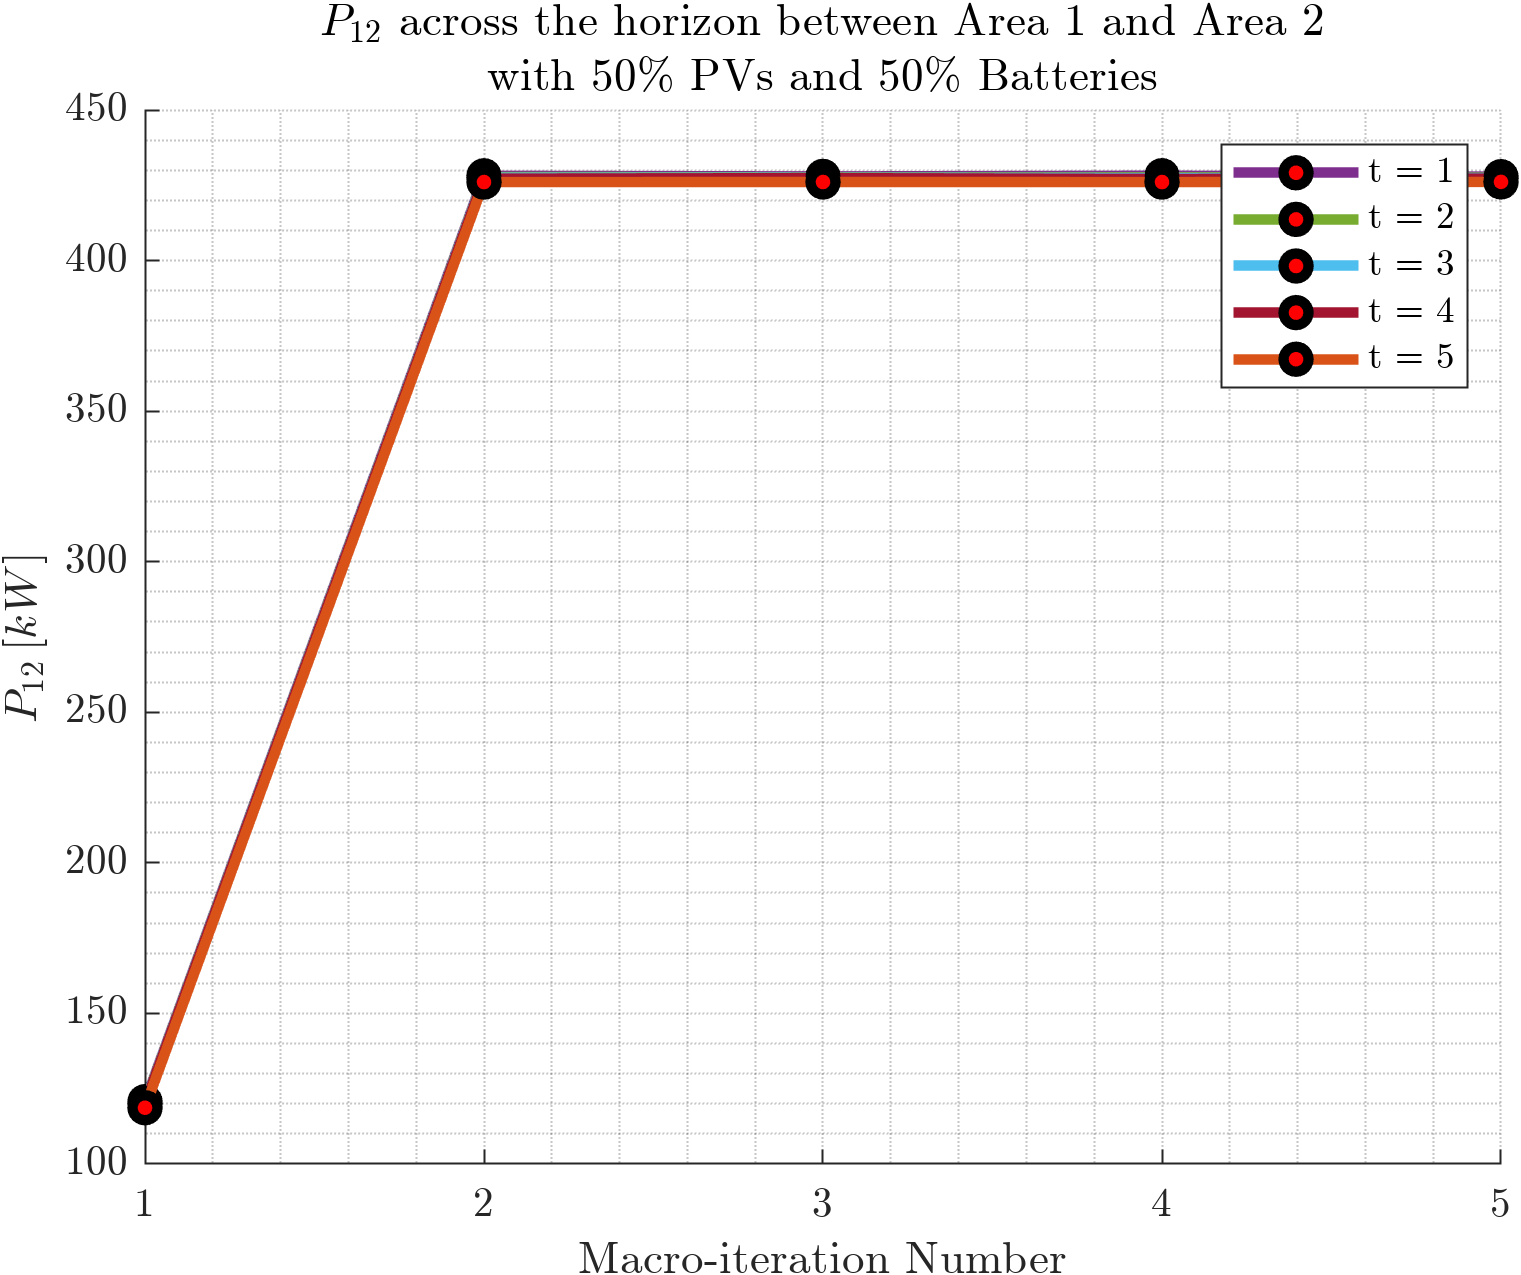 P12 across the horizon between Area 1 and Area 2
with 50% PVs and 50% Batteries
450
400
350
300
250
200
150
100
P12 [kW]
t = 1
t = 2
t = 3
t = 4
t = 5
1 2 3 4 5
Macro-iteration Number